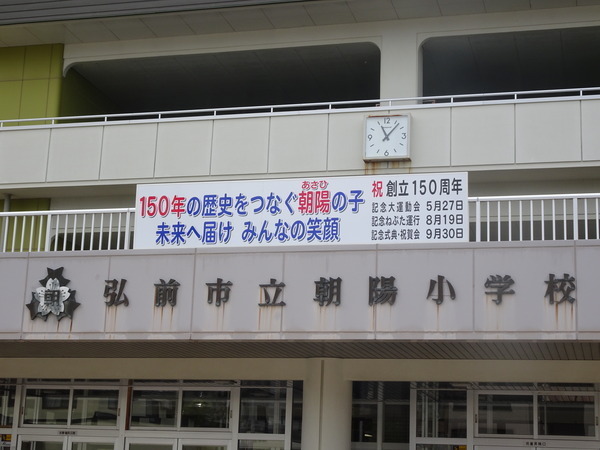 あさひ
150年の歴史をつなぐ朝陽の子
未来へ届け みんなの笑顔
祝 創立150周年
記念大運動会 5月27日
記念ねぷた運行 8月19日
記念式典・祝賀会 9月30日
弘前市立朝陽小学校